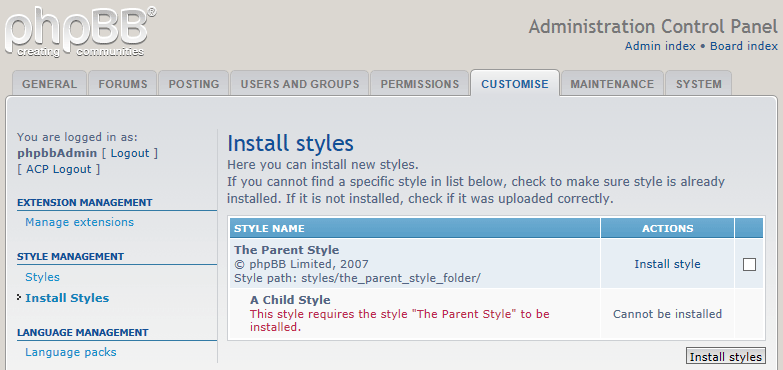 phpBB®
creating communities
Administration Control Panel
Admin index • Board index
GENERAL FORUMS POSTING USERS AND GROUPS PERMISSIONS CUSTOMISE MAINTENANCE SYSTEM
You are logged in as:
phpbbAdmin [ Logout ]
[ ACP Logout ]
EXTENSION MANAGEMENT
Manage extensions
STYLE MANAGEMENT
Styles
Install Styles
LANGUAGE MANAGEMENT
Language packs
Install styles
Here you can install new styles.
If you cannot find a specific style in list below, check to make sure style is already
installed. If it is not installed, check if it was uploaded correctly.
STYLE NAME ACTIONS
The Parent Style
© phpBB Limited, 2007
Style path: styles/the_parent_style_folder/
Install style
A Child Style
This style requires the style "The Parent Style" to be
installed.
Cannot be installed
Install styles